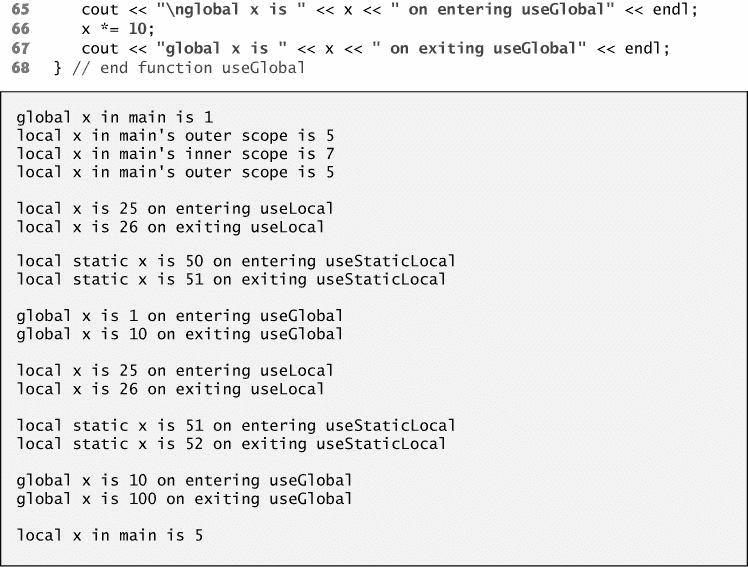 65 cout << "\nglobal x is " << x << " on entering useGlobal" << endl;
66 x *= 10;
67 cout << "global x is " << x << " on exiting useGlobal" << endl;
68 } // end function useGlobal
global x in main is 1
local x in main's outer scope is 5
local x in main's inner scope is 7
local x in main's outer scope is 5
local x is 25 on entering useLocal
local x is 26 on exiting useLocal
local static x is 50 on entering useStaticLocal
local static x is 51 on exiting useStaticLocal
global x is 1 on entering useGlobal
global x is 10 on exiting useGlobal
local x is 25 on entering useLocal
local x is 26 on exiting useLocal
local static x is 51 on entering useStaticLocal
local static x is 52 on exiting useStaticLocal
global x is 10 on entering useGlobal
global x is 100 on exiting useGlobal
local x in main is 5